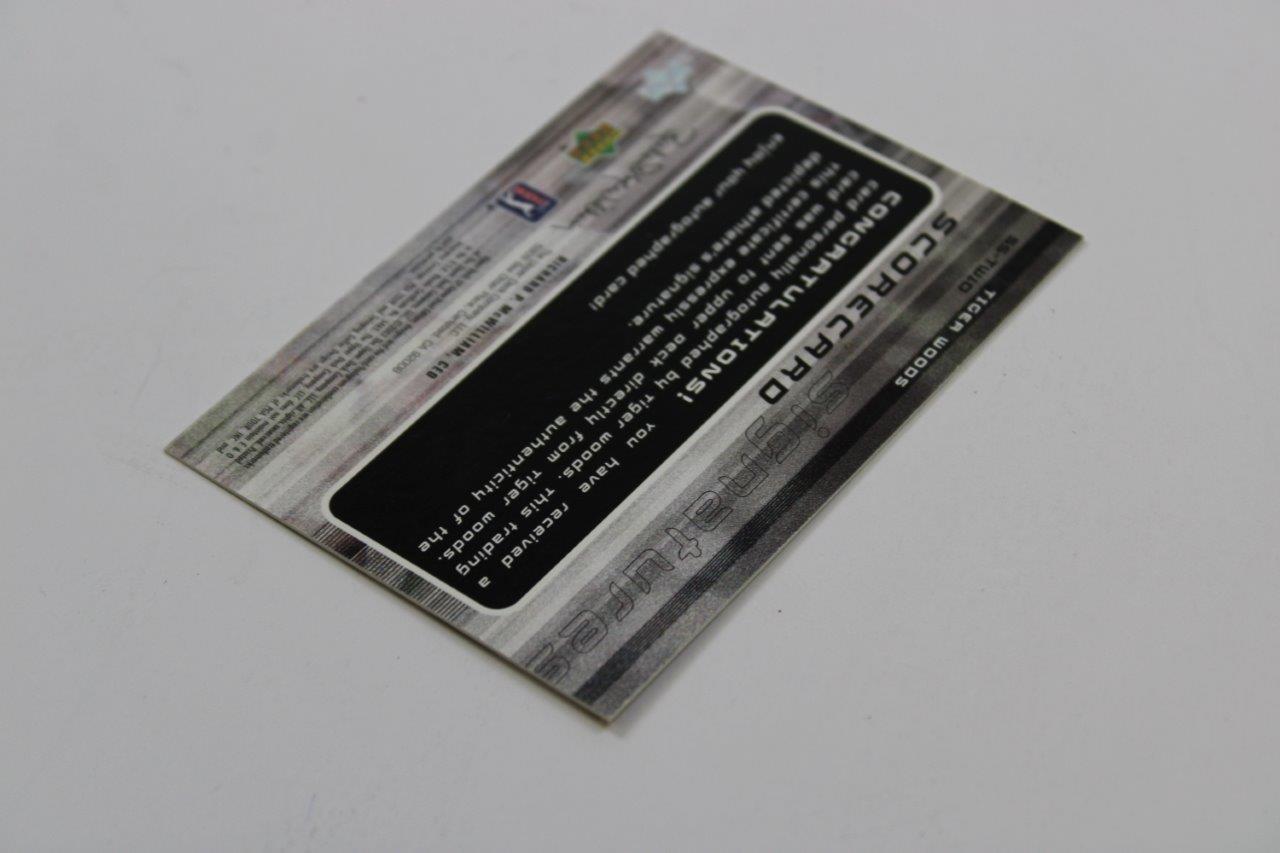 SS-TWJD
TIGER WOODS
SCORECARD
signatures
CONGRATULATIONS!
you have received a
card personally autographed by tiger woods. This trading
card was sent to upper deck directly from tiger woods.
This certificate expressly warrants the authenticity of the
depicted athlete's signature.
enjoy your autographed card!
RICHARD P. McWILLIAM, CEO